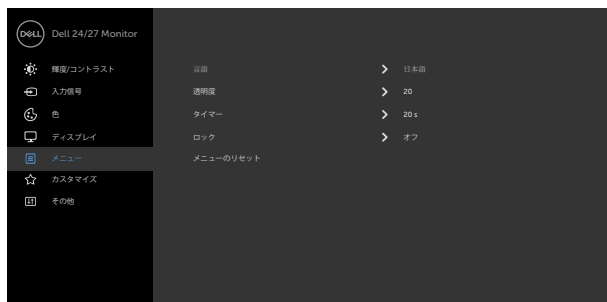 DELL
Dell 24/27 Monitor
輝度/コントラスト
入力信号
色
ディスプレイ
メニュー
カスタマイズ
その他
言語 日本語
透明度 20
タイマー 20 s
ロック オフ
メニューのリセット